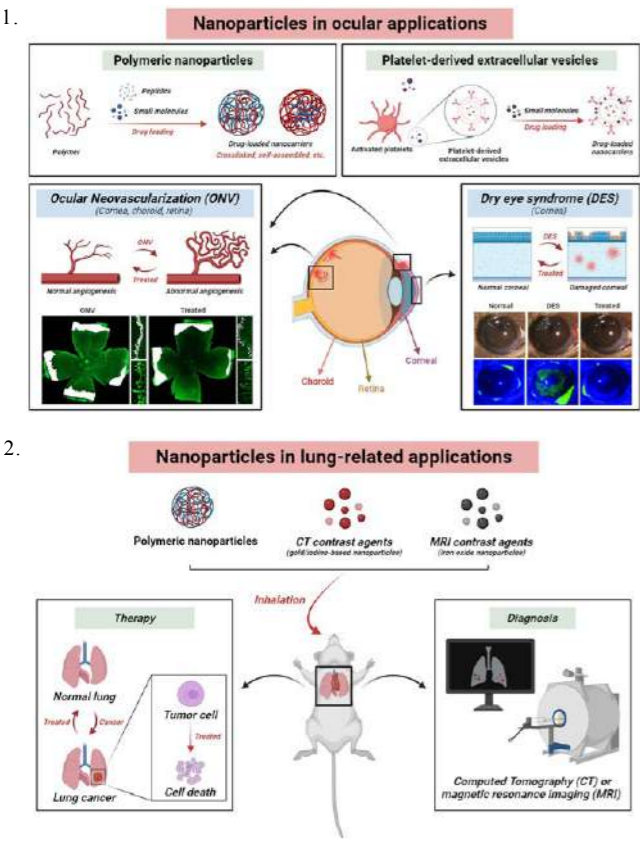 1.
Nanoparticles in ocular applications
Polymeric nanoparticles
Peptides
Small molecules
Drug loading
Polymer
Drug-loaded nanocarriers
Crosslinked, self-assembled, etc.
Platelet-derived extracellular vesicles
Small molecules
Drug loading
Activated platelets
Platelet-derived
extracellular vesicles
Drug-loaded
nanocarriers
Ocular Neovascularization (ONV)
(Cornea, choroid, retina)
ONV
Treated
Normal angiogenesis
Abnormal angiogenesis
ONV
Treated
Choroid
Retina
Corneal
Dry eye syndrome (DES)
(Cornea)
DES
Treated
Normal corneal
Damaged corneal
Normal
DES
Treated
2.
Nanoparticles in lung-related applications
Polymeric nanoparticles
CT contrast agents
(gold/iodine-based nanoparticles)
MRI contrast agents
(iron oxide nanoparticles)
Inhalation
Therapy
Normal lung
Treated
Cancer
Lung cancer
Tumor cell
Treated
Cell death
Diagnosis
Computed Tomography (CT) or
magnetic resonance imaging (MRI)